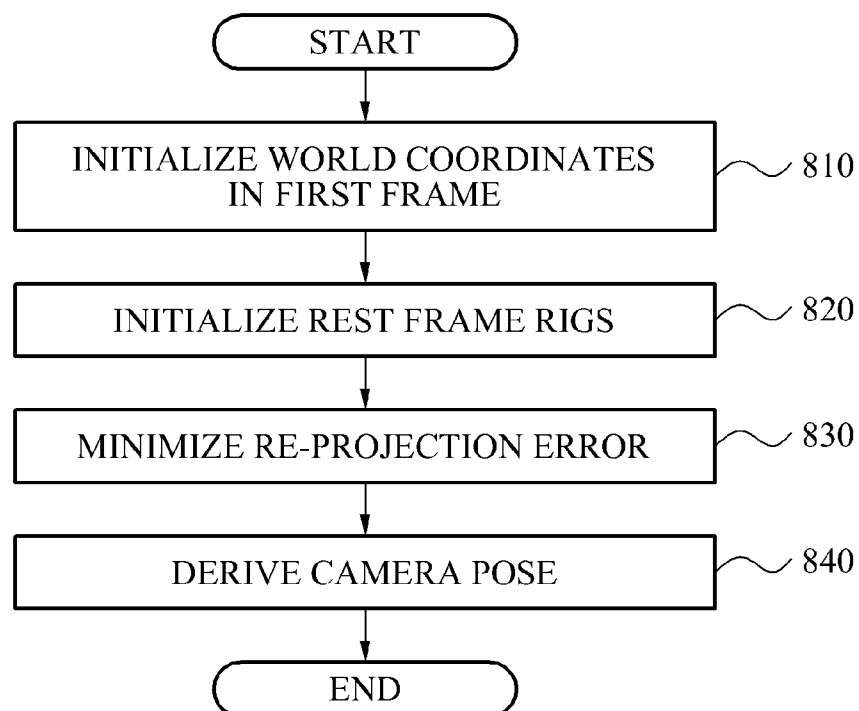 START
INITIALIZE WORLD COORDINATES
IN FIRST FRAME
810
INITIALIZE REST FRAME RIGS
820
MINIMIZE RE-PROJECTION ERROR
830
DERIVE CAMERA POSE
840
END